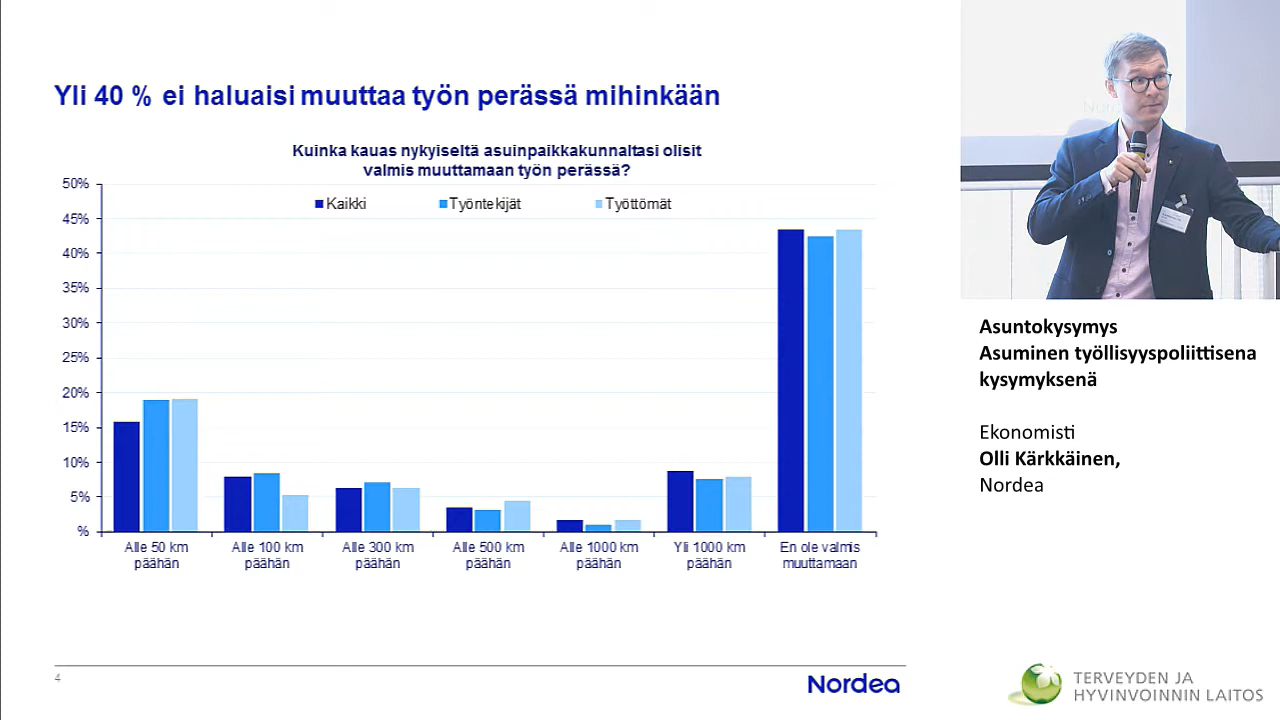 Yli 40 % ei haluaisi muuttaa työn perässä mihinkään
Kuinka kauas nykyiseltä asuinpaikkakunnaltasi olisit
valmis muuttamaan työn perässä?
Kaikki
Työntekijät
Työttömät
50%
45%
40%
35%
30%
25%
20%
15%
10%
5%
%
Alle 50 km
päähän
Alle 100 km
päähän
Alle 300 km
päähän
Alle 500 km
päähän
Alle 1000 km
päähän
Yli 1000 km
päähän
En ole valmis
muuttamaan
4
Nordea
Asuntokysymys
Asuminen työllisyyspoliittisena
kysymyksenä
Ekonomisti
Olli Kärkkäinen,
Nordea
TERVEYDEN JA
HYVINVOINNIN LAITOS